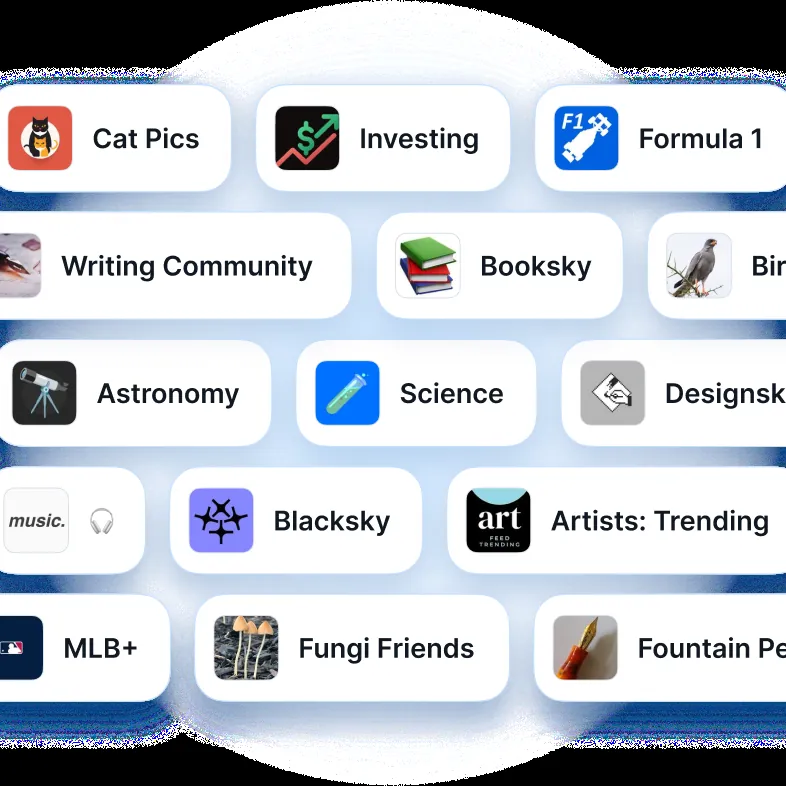 Cat Pics
Investing
F1
Formula 1
Writing Community
Booksky
Bir
Astronomy
Science
Designsk
music.
Blacksky
art
FEED
TRENDING
Artists: Trending
MLB+
Fungi Friends
Fountain Pe